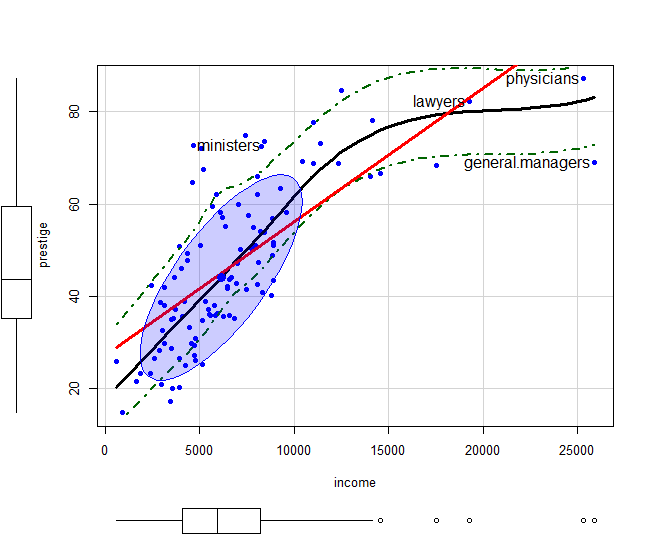 physicians
lawyers
ministers
general.managers
80
60
40
20
prestige
0 5000 10000 15000 20000 25000
income